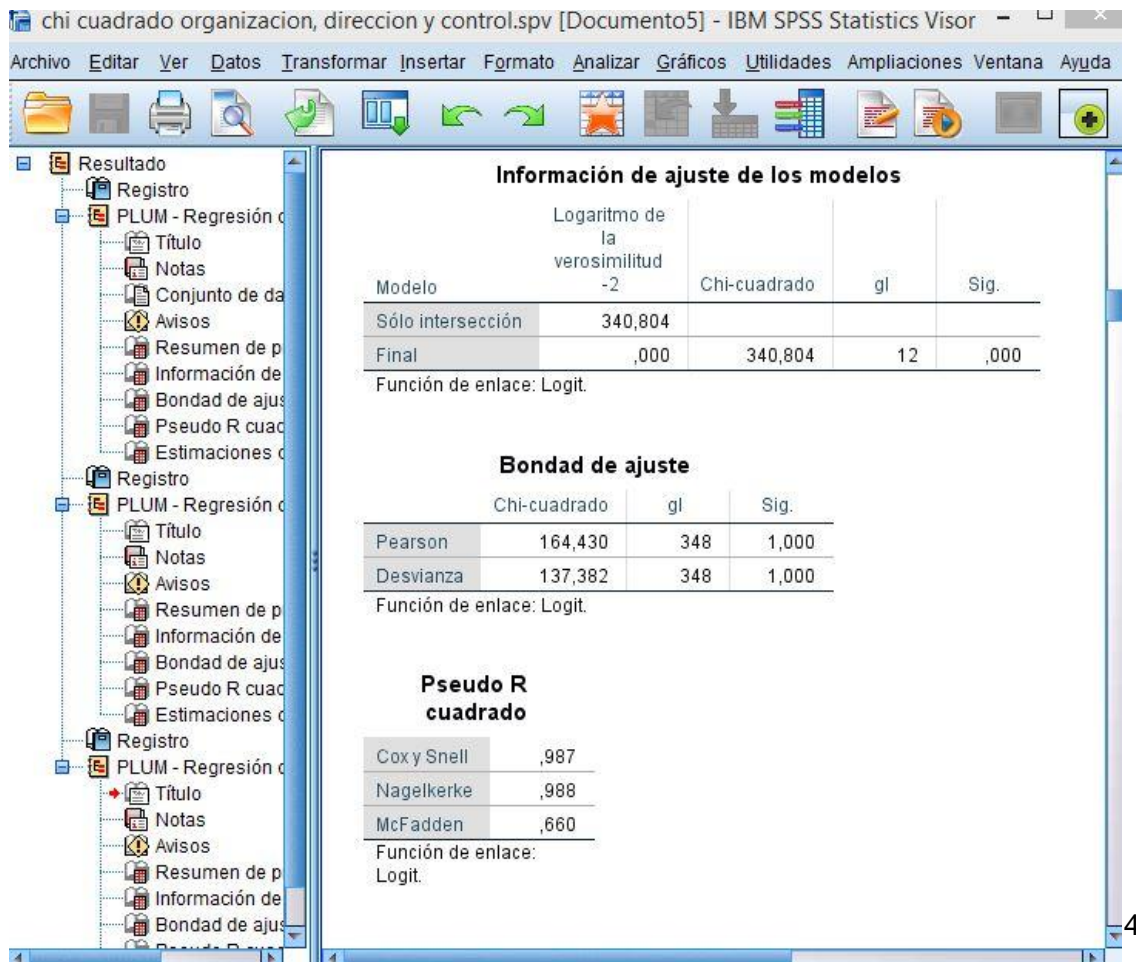 chi cuadrado organizacion, direccion y control.spv [Documento5] - IBM SPSS Statistics Visor
Archivo Editar Ver Datos Transformar Insertar Formato Analizar Gráficos Utilidades Ampliaciones Ventana Ayuda
Resultado
Registro
PLUM - Regresión
Título
Notas
Conjunto de da
Avisos
Resumen de p
Información de
Bondad de ajus
Pseudo R cuad
Estimaciones
Registro
PLUM - Regresión
Título
Notas
Avisos
Resumen de p
Información de
Bondad de ajus
Pseudo R cuad
Estimaciones
Registro
PLUM - Regresión
Título
Notas
Avisos
Resumen de p
Información de
Bondad de ajus
Información de ajuste de los modelos
Logaritmo de
la
verosimilitud
Modelo -2 Chi-cuadrado gl Sig.
Sólo intersección 340,804
Final ,000 340,804 12 ,000
Función de enlace: Logit.
Bondad de ajuste
Chi-cuadrado gl Sig.
Pearson 164,430 348 1,000
Desvianza 137,382 348 1,000
Función de enlace: Logit.
Pseudo R
cuadrado
Cox y Snell ,987
Nagelkerke ,988
McFadden ,660
Función de enlace:
Logit.
4